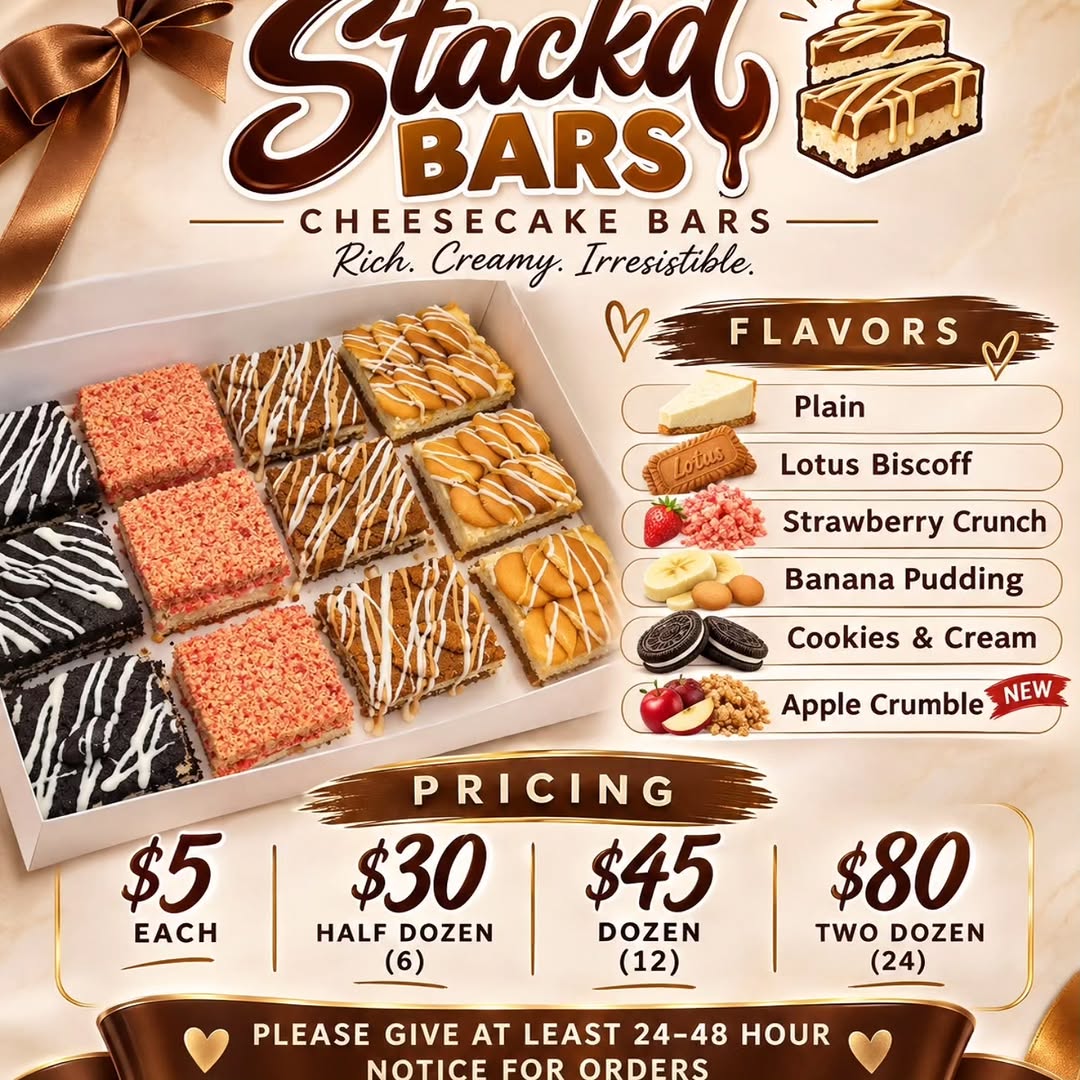 Stackd
BARS
CHEESECAKE BARS
Rich. Creamy. Irresistible.
FLAVORS
Plain
Lotus
Lotus Biscoff
Strawberry Crunch
Banana Pudding
Cookies & Cream
Apple Crumble NEW
PRICING
$5
EACH
$30
HALF DOZEN
(6)
$45
DOZEN
(12)
$80
TWO DOZEN
(24)
PLEASE GIVE AT LEAST 24–48 HOUR
NOTICE FOR ORDERS